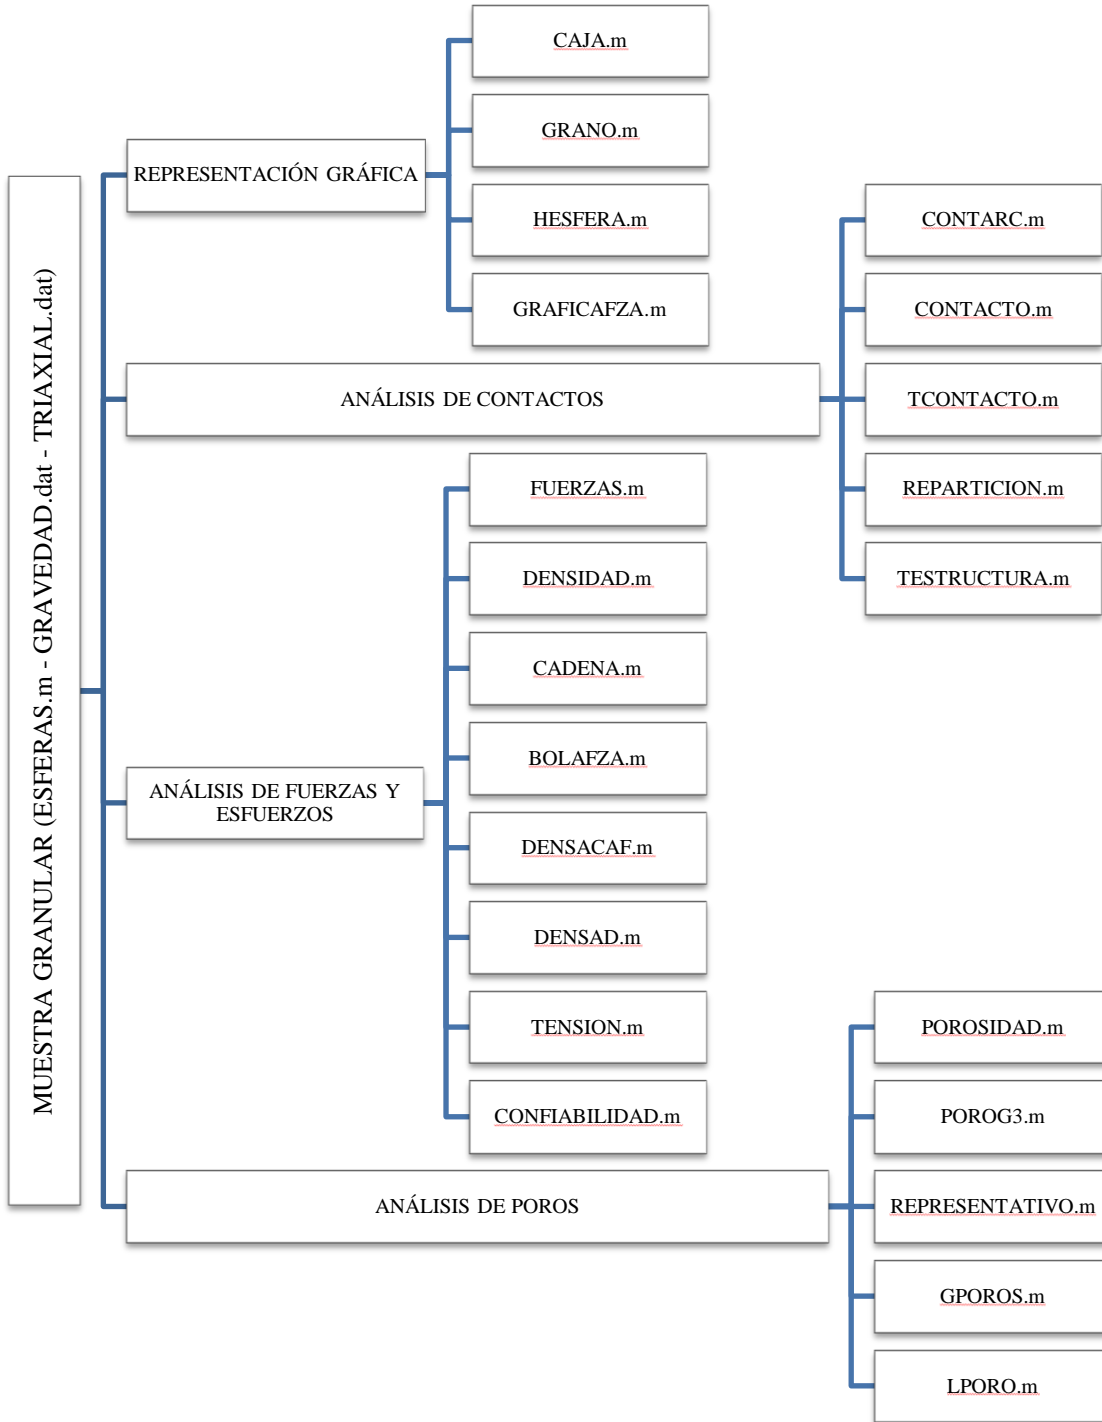 MUESTRA GRANULAR (ESFERAS.m - GRAVEDAD.dat - TRIAXIAL.dat)
REPRESENTACIÓN GRÁFICA
CAJA.m
GRANO.m
HESFERA.m
GRAFICAFZA.m
ANÁLISIS DE CONTACTOS
CONTARC.m
CONTACTO.m
TCONTACTO.m
REPARTICION.m
TESTRUCTURA.m
ANÁLISIS DE FUERZAS Y
ESFUERZOS
FUERZAS.m
DENSIDAD.m
CADENA.m
BOLAFZA.m
DENSACAF.m
DENSAD.m
TENSION.m
CONFIABILIDAD.m
ANÁLISIS DE POROS
POROSIDAD.m
POROG3.m
REPRESENTATIVO.m
GPOROS.m
LPORO.m